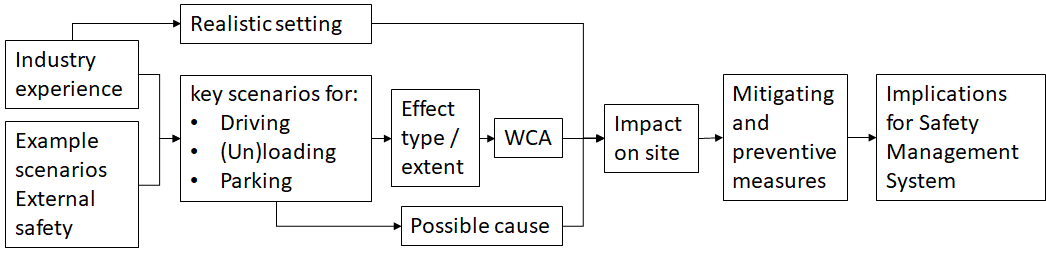 Realistic setting
Industry
experience
Example
scenarios
External
safety
key scenarios for:
• Driving
• (Un)loading
• Parking
Effect
type /
extent
WCA
Possible cause
Impact
on site
Mitigating
and
preventive
measures
Implications
for Safety
Management
System